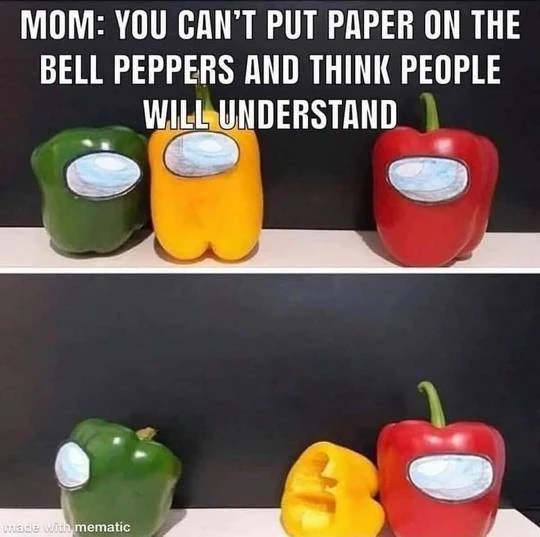 MOM: YOU CAN'T PUT PAPER ON THE
BELL PEPPERS AND THINK PEOPLE
WILL UNDERSTAND
made with mematic